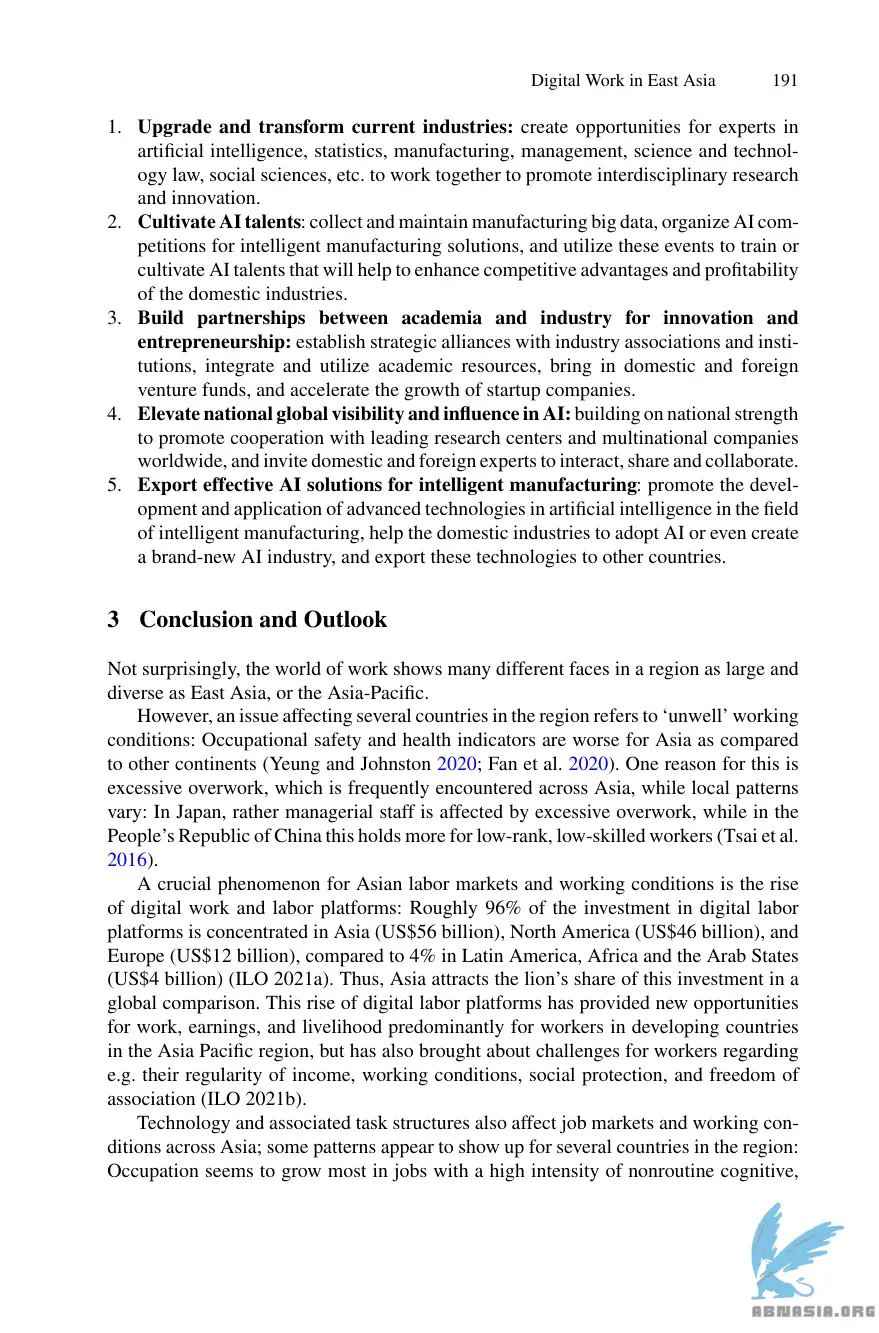 Digital Work in East Asia 191
1. Upgrade and transform current industries: create opportunities for experts in
artificial intelligence, statistics, manufacturing, management, science and technol-
ogy law, social sciences, etc. to work together to promote interdisciplinary research
and innovation.
2. Cultivate AI talents: collect and maintain manufacturing big data, organize AI com-
petitions for intelligent manufacturing solutions, and utilize these events to train or
cultivate AI talents that will help to enhance competitive advantages and profitability
of the domestic industries.
3. Build partnerships between academia and industry for innovation and
entrepreneurship: establish strategic alliances with industry associations and insti-
tutions, integrate and utilize academic resources, bring in domestic and foreign
venture funds, and accelerate the growth of startup companies.
4. Elevate national global visibility and influence in AI: building on national strength
to promote cooperation with leading research centers and multinational companies
worldwide, and invite domestic and foreign experts to interact, share and collaborate.
5. Export effective AI solutions for intelligent manufacturing: promote the devel-
opment and application of advanced technologies in artificial intelligence in the field
of intelligent manufacturing, help the domestic industries to adopt AI or even create
a brand-new AI industry, and export these technologies to other countries.
3 Conclusion and Outlook
Not surprisingly, the world of work shows many different faces in a region as large and
diverse as East Asia, or the Asia-Pacific.
However, an issue affecting several countries in the region refers to ‘unwell’ working
conditions: Occupational safety and health indicators are worse for Asia as compared
to other continents (Yeung and Johnston 2020; Fan et al. 2020). One reason for this is
excessive overwork, which is frequently encountered across Asia, while local patterns
vary: In Japan, rather managerial staff is affected by excessive overwork, while in the
People’s Republic of China this holds more for low-rank, low-skilled workers (Tsai et al.
2016).
A crucial phenomenon for Asian labor markets and working conditions is the rise
of digital work and labor platforms: Roughly 96% of the investment in digital labor
platforms is concentrated in Asia (US$56 billion), North America (US$46 billion), and
Europe (US$12 billion), compared to 4% in Latin America, Africa and the Arab States
(US$4 billion) (ILO 2021a). Thus, Asia attracts the lion’s share of this investment in a
global comparison. This rise of digital labor platforms has provided new opportunities
for work, earnings, and livelihood predominantly for workers in developing countries
in the Asia Pacific region, but has also brought about challenges for workers regarding
e.g. their regularity of income, working conditions, social protection, and freedom of
association (ILO 2021b).
Technology and associated task structures also affect job markets and working con-
ditions across Asia; some patterns appear to show up for several countries in the region:
Occupation seems to grow most in jobs with a high intensity of nonroutine cognitive,
ABNASIA.ORG